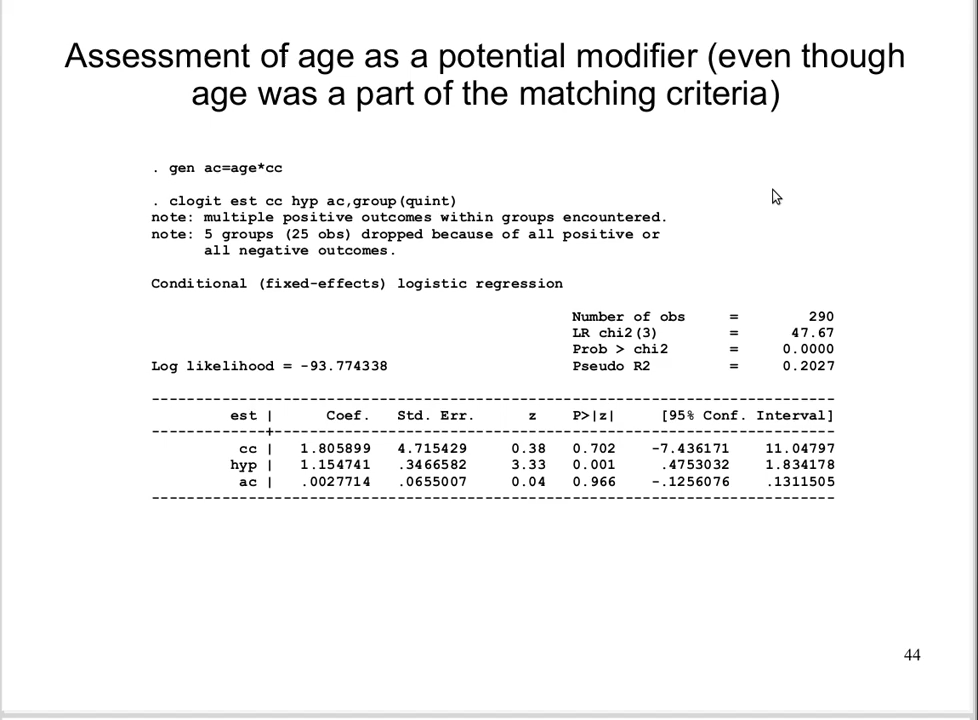 Assessment of age as a potential modifier (even though
age was a part of the matching criteria)
. gen ac=age*cc
. clogit est cc hyp ac,group(quint)
note: multiple positive outcomes within groups encountered.
note: 5 groups (25 obs) dropped because of all positive or
all negative outcomes.
Conditional (fixed-effects) logistic regression
Number of obs = 290
LR chi2(3) = 47.67
Prob > chi2 = 0.0000
Log likelihood = -93.774338 Pseudo R2 = 0.2027
------------------------------------------------------------------------------
est | Coef. Std. Err. z P>|z| [95% Conf. Interval]
-------------+----------------------------------------------------------------
cc | 1.805899 4.715429 0.38 0.702 -7.436171 11.04797
hyp | 1.154741 .3466582 3.33 0.001 .4753032 1.834178
ac | .0027714 .0655007 0.04 0.966 -.1256076 .1311505
------------------------------------------------------------------------------
44